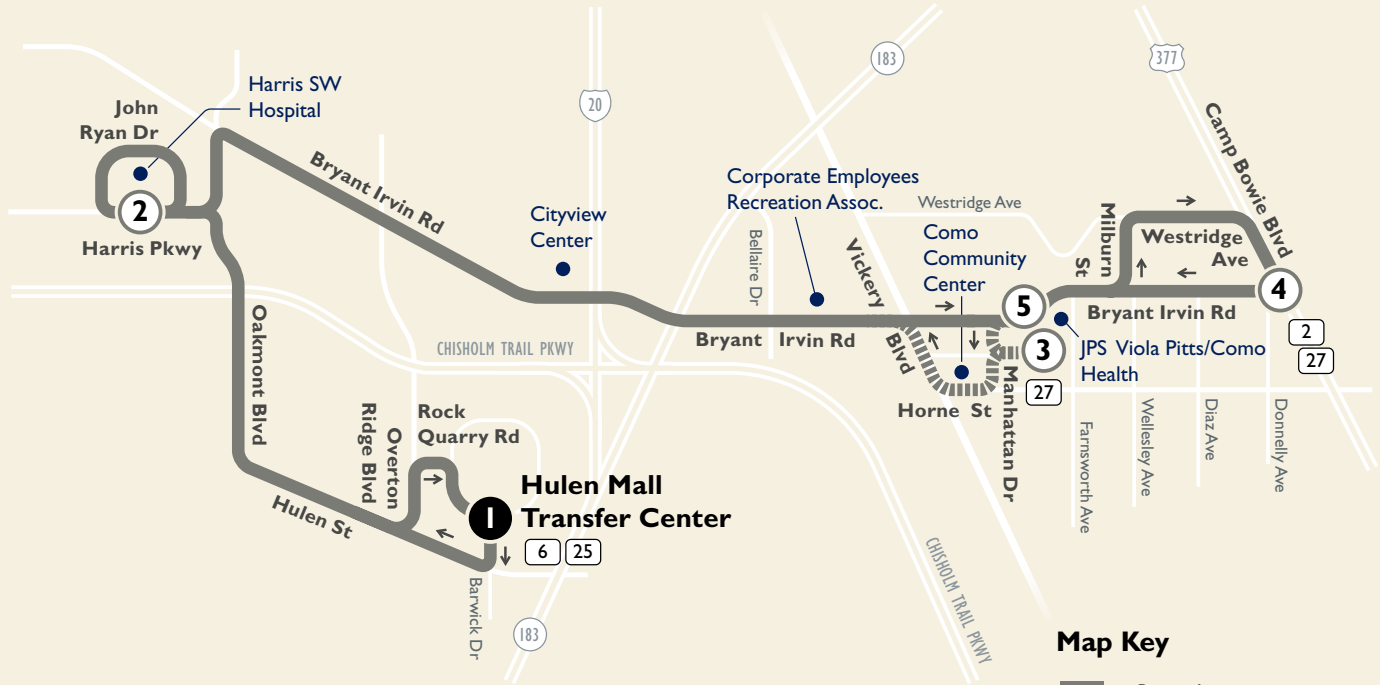 John
Ryan Dr
Harris SW
Hospital
2
Harris Pkwy
Bryant Irvin Rd
20
Cityview
Center
183
377
Corporate Employees
Recreation Assoc.
Westridge Ave
Como
Community
Center
Bellaire Dr
Vickery
Blvd
Milburn
St
Westridge
Ave
Camp Bowie Blvd
5
4
3
Bryant Irvin Rd
2
27
JPS Viola Pitts/Como
Health
27
Bryant Irvin Rd
Horne St
Manhattan Dr
Farnsworth Ave
Wellesley Ave
Diaz Ave
Donnelly Ave
CHISHOLM TRAIL PKWY
Oakmont Blvd
Overton
Ridge Blvd
Rock
Quarry Rd
Hulen St
1
Hulen Mall
Transfer Center
6
25
Barwick Dr
183
CHISHOLM TRAIL PKWY
Map Key